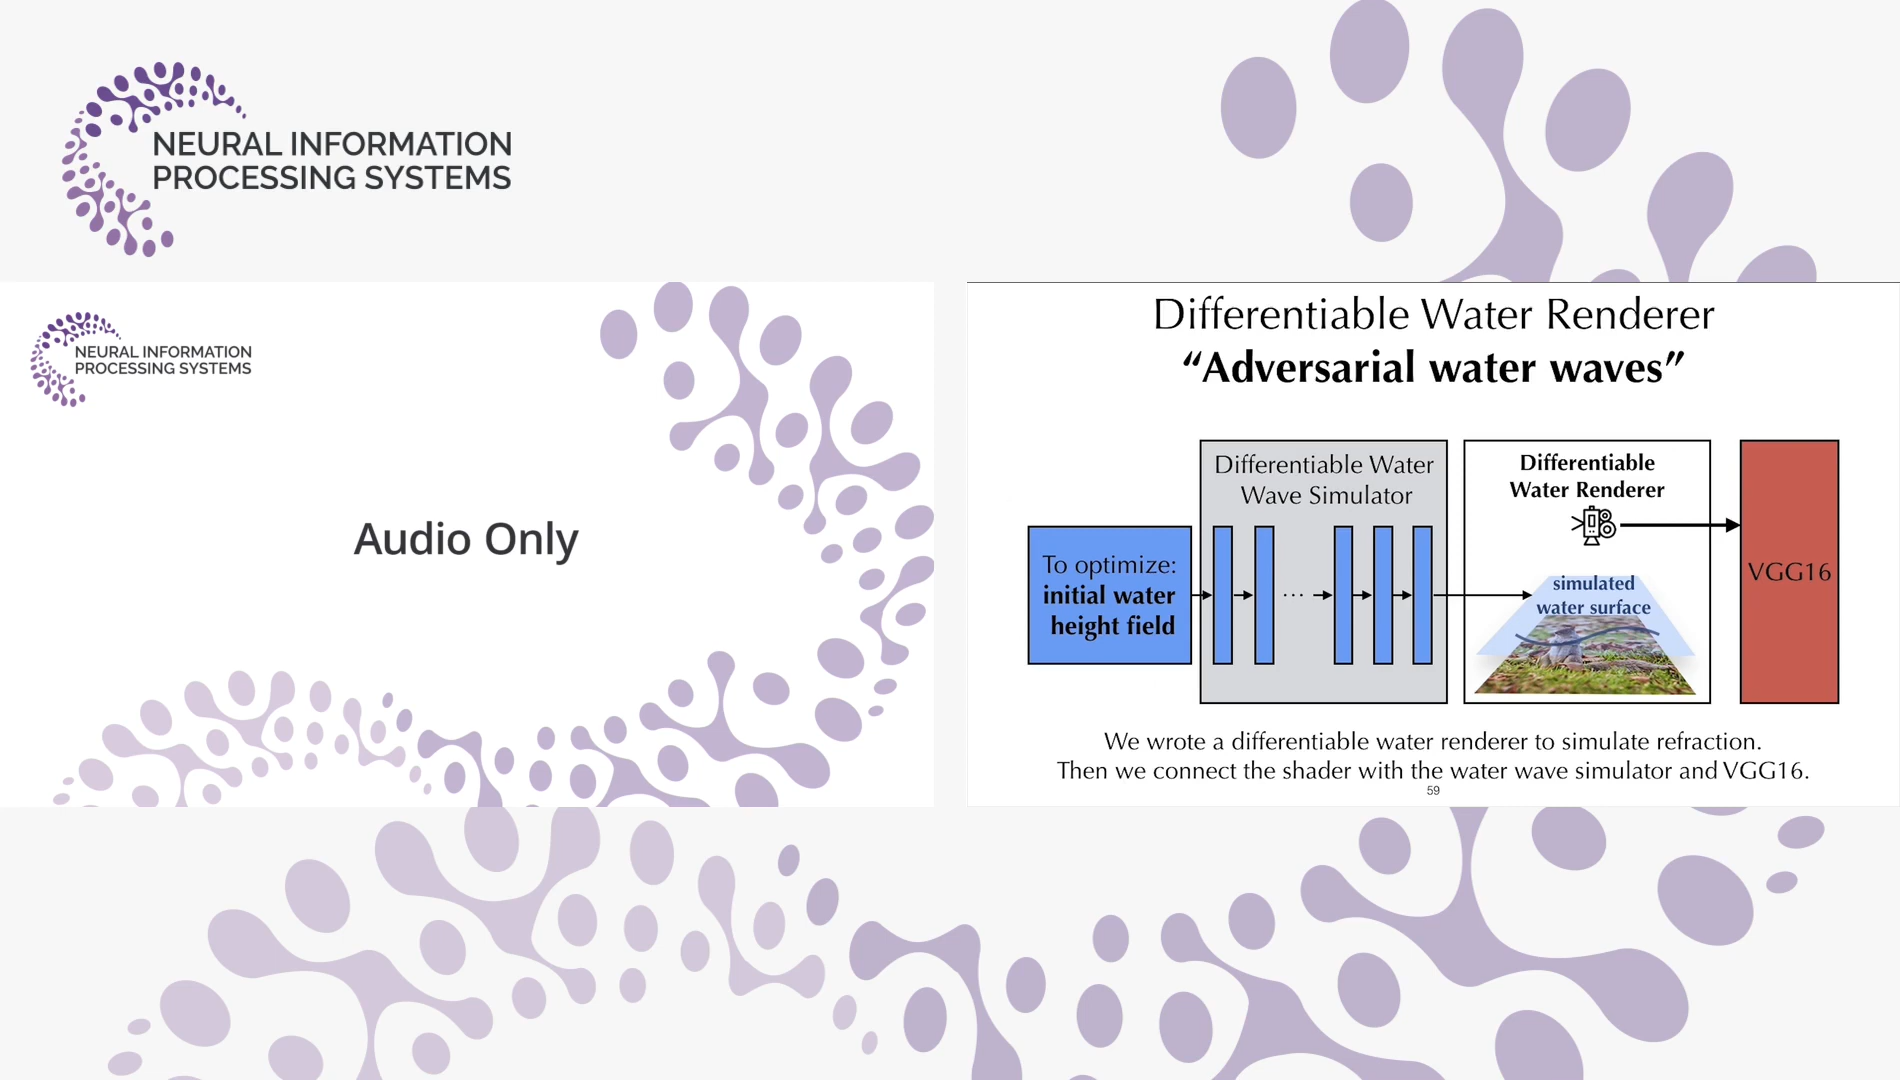 NEURAL INFORMATION
PROCESSING SYSTEMS
NEURAL INFORMATION
PROCESSING SYSTEMS
Audio Only
Differentiable Water Renderer
“Adversarial water waves”
Differentiable Water
Wave Simulator
To optimize:
initial water
height field
...
Differentiable
Water Renderer
simulated
water surface
VGG16
We wrote a differentiable water renderer to simulate refraction.
Then we connect the shader with the water wave simulator and VGG16.
59